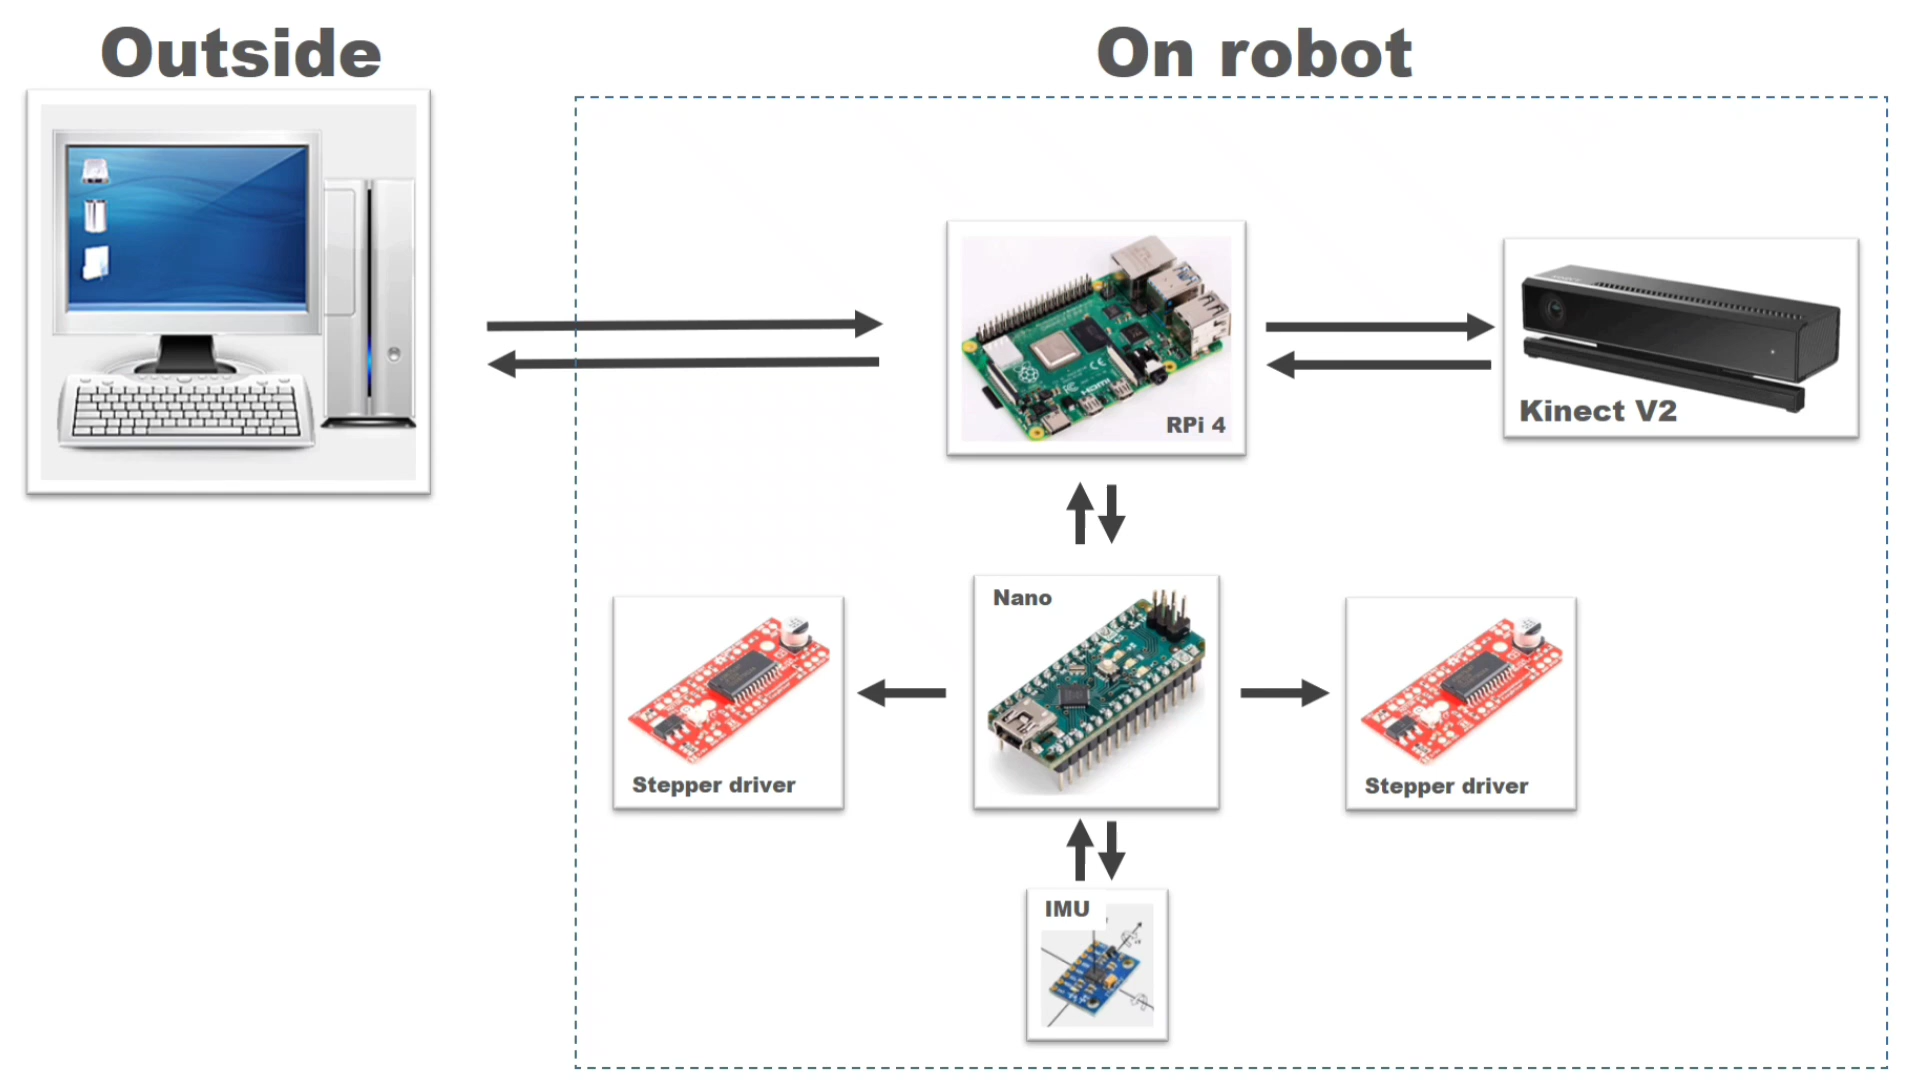 Outside
On robot
RPi 4
Kinect V2
Nano
Stepper driver
Stepper driver
IMU